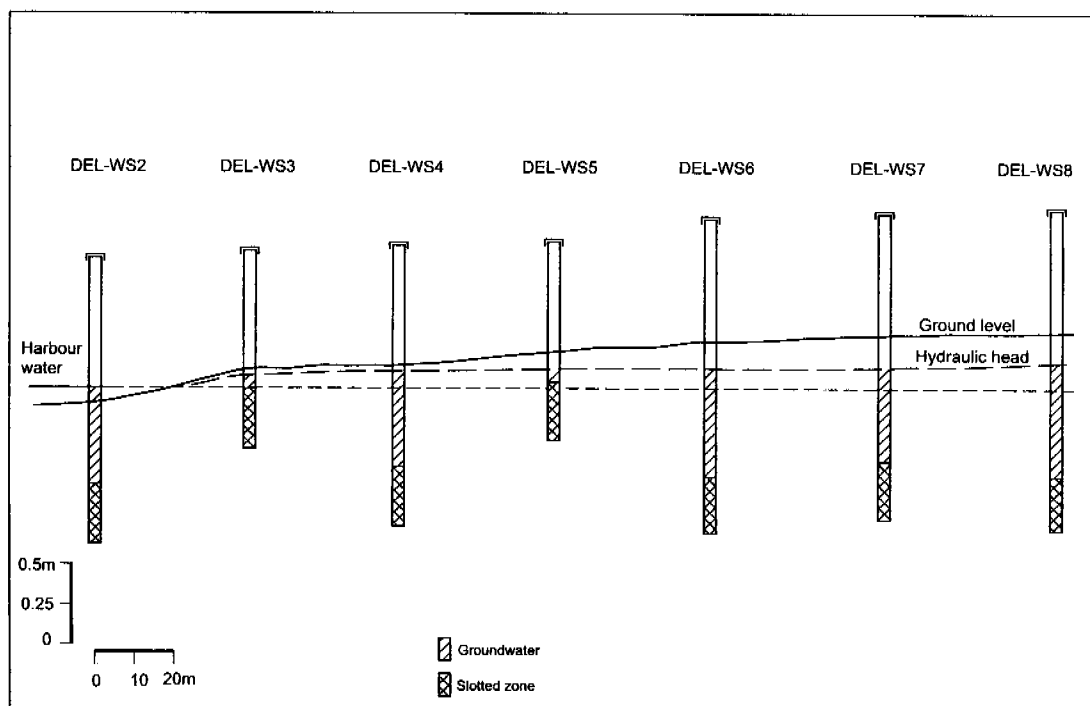 DEL-WS2 DEL-WS3 DEL-WS4 DEL-WS5 DEL-WS6 DEL-WS7 DEL-WS8
Harbour
water
Ground level
Hydraulic head
0.5m
0.25
0
0 10 20m
Groundwater
Slotted zone